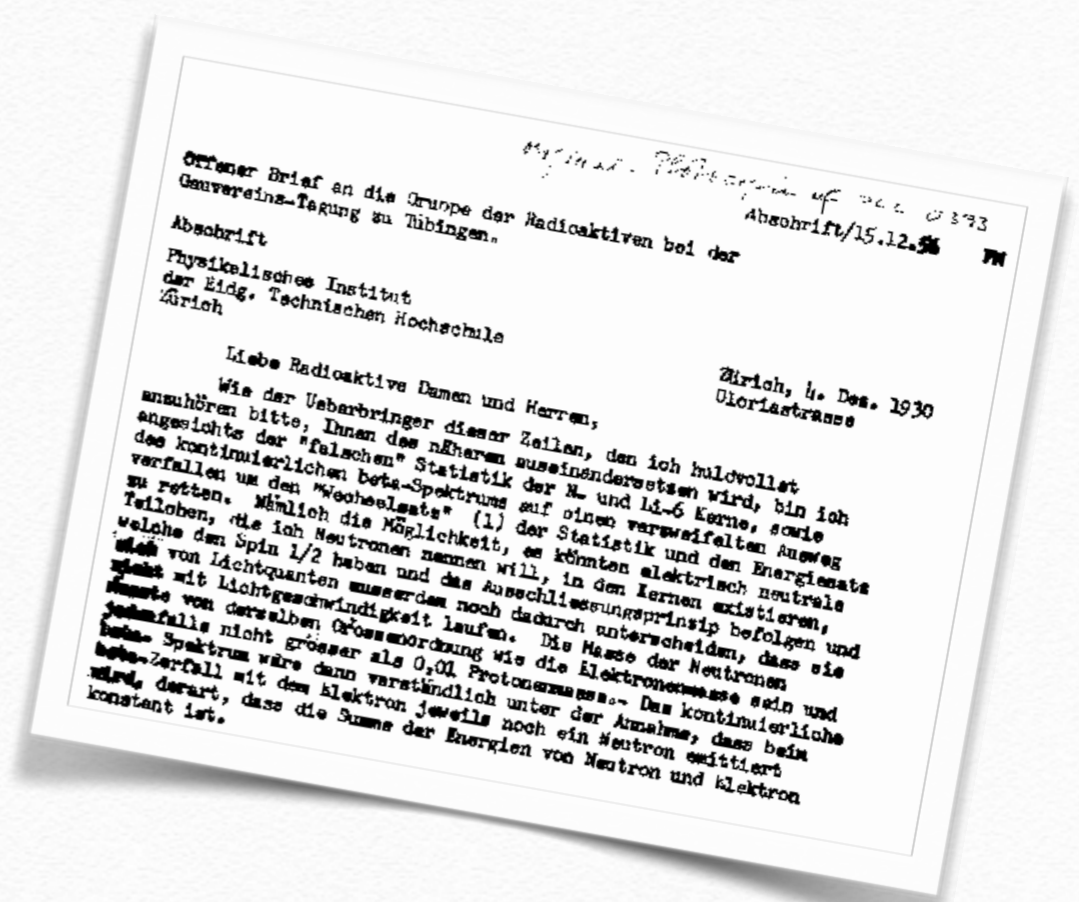 Original - Photocopie of PLC 0393
Abschrift/15.12.56 PM
Offener Brief an die Gruppe der Radioaktiven bei der
Gauvereins-Tagung zu Tübingen.
Abschrift
Physikalisches Institut
der Eidg. Technischen Hochschule
Zürich
Zürich, 4. Dez. 1930
Gloriastrasse
Liebe Radioaktive Damen und Herren,
Wie der Ueberbringer dieser Zeilen, den ich huldvollst
anzuhören bitte, Ihnen des näheren auseinandersetzen wird, bin ich
angesichts der "falschen" Statistik der N- und Li-6 Kerne, sowie
des kontinuierlichen beta-Spektrums auf einen verzweifelten Ausweg
verfallen um den "Wechselsatz" (1) der Statistik und den Energiesatz
zu retten. Nämlich die Möglichkeit, es könnten elektrisch neutrale
Teilchen, die ich Neutronen nennen will, in den Kernen existieren,
welche den Spin 1/2 haben und das Ausschliessungsprinzip befolgen und
sich von Lichtquanten ausserdem noch dadurch unterscheiden, dass sie
nicht mit Lichtgeschwindigkeit laufen. Die Masse der Neutronen
müsste von derselben Grössenordnung wie die Elektronenmasse sein und
jedenfalls nicht grösser als 0,01 Protonenmasse.- Das kontinuierliche
beta- Spektrum wäre dann verständlich unter der Annahme, dass beim
beta-Zerfall mit dem Elektron jeweils noch ein Neutron emittiert
wird, derart, dass die Summe der Energien von Neutron und Elektron
konstant ist.